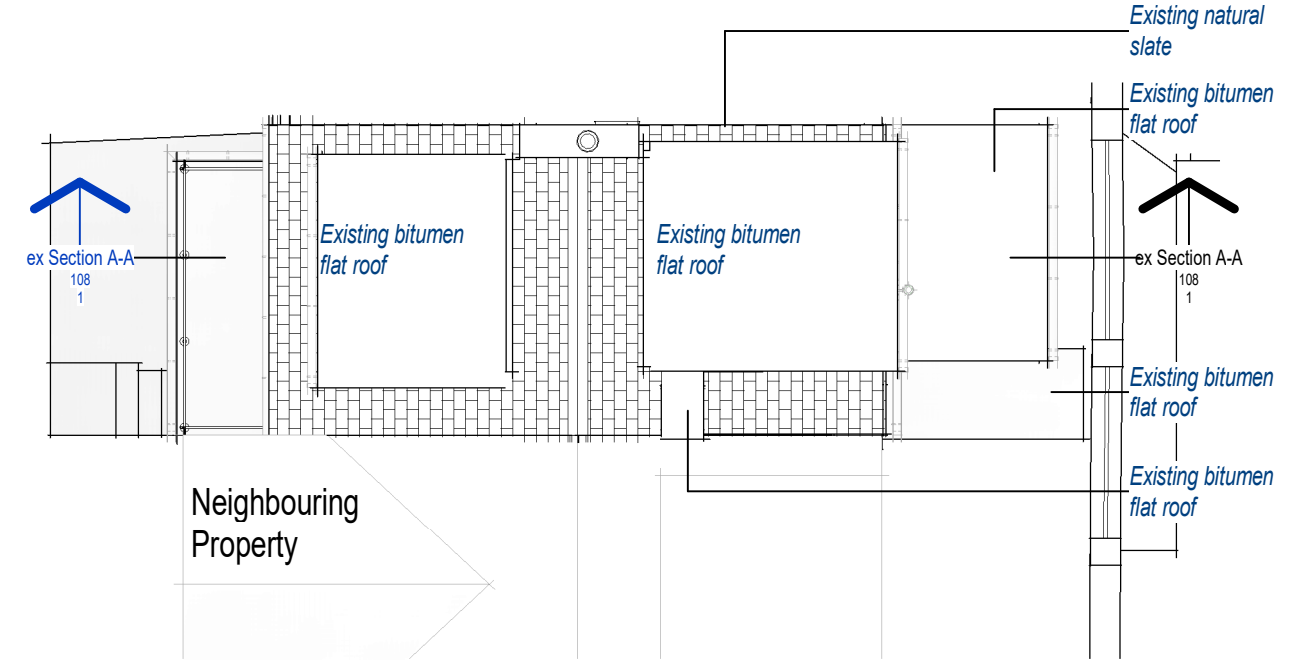 Existing natural
slate
Existing bitumen
flat roof
Existing bitumen
flat roof
Existing bitumen
flat roof
ex Section A-A
108
1
ex Section A-A
108
1
Existing bitumen
flat roof
Existing bitumen
flat roof
Neighbouring
Property